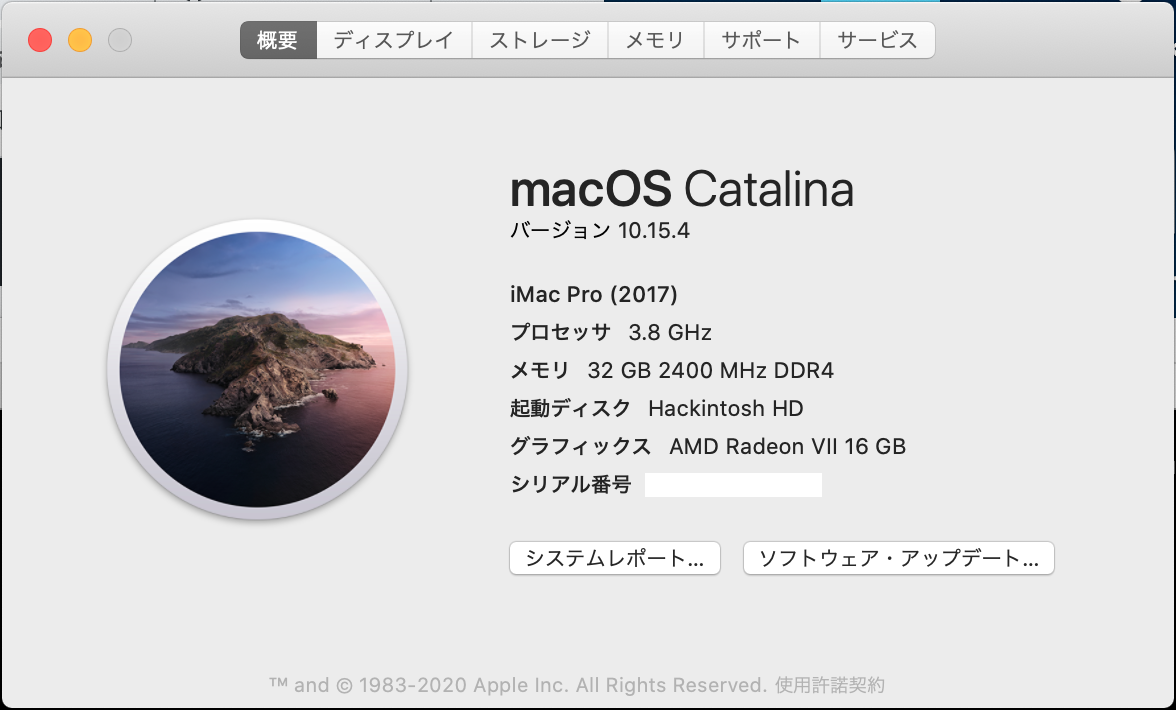 概要 ディスプレイ ストレージ メモリ サポート サービス
macOS Catalina
バージョン 10.15.4
iMac Pro (2017)
プロセッサ 3.8 GHz
メモリ 32 GB 2400 MHz DDR4
起動ディスク Hackintosh HD
グラフィックス AMD Radeon VII 16 GB
シリアル番号
システムレポート... ソフトウェア・アップデート...
™ and © 1983-2020 Apple Inc. All Rights Reserved. 使用許諾契約